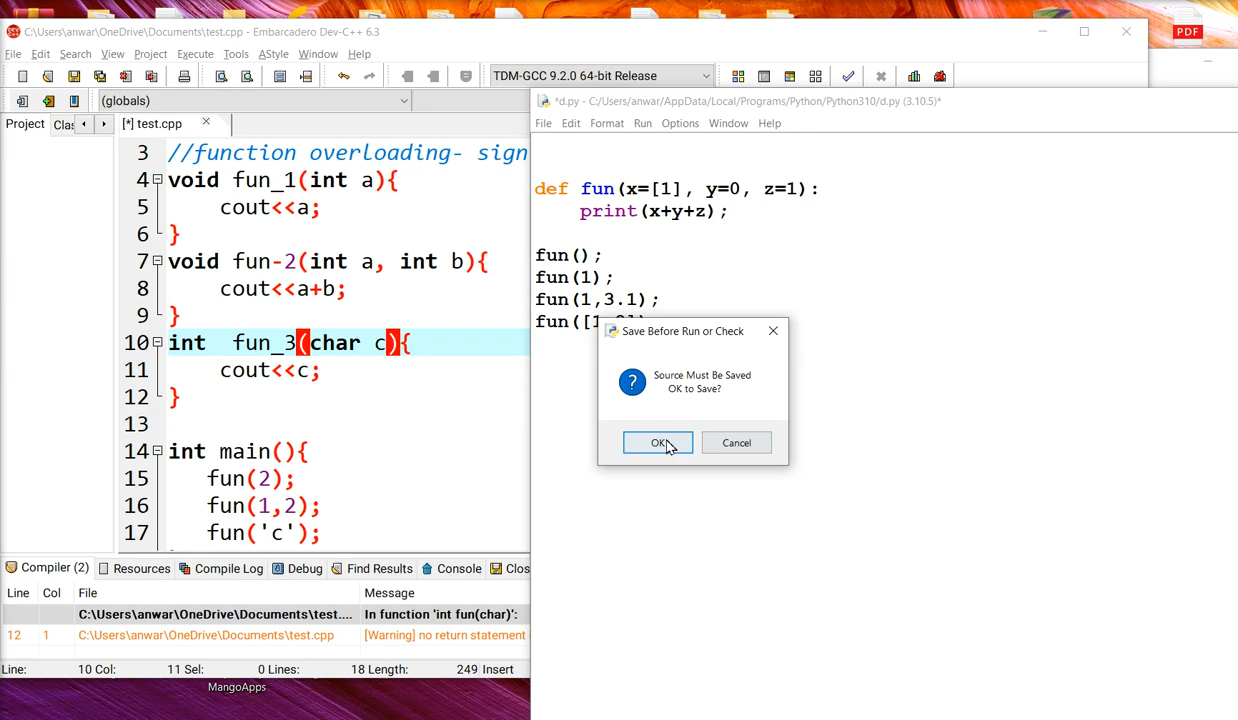 C:\Users\anwar\OneDrive\Documents\test.cpp - Embarcadero Dev-C++ 6.3
File Edit Search View Project Execute Tools AStyle Window Help
TDM-GCC 9.2.0 64-bit Release
(globals)
Project Clas
[*] test.cpp
3 //function overloading- sign
4 void fun_1(int a){
5 cout<<a;
6 }
7 void fun-2(int a, int b){
8 cout<<a+b;
9 }
10 int fun_3(char c){
11 cout<<c;
12 }
13
14 int main(){
15 fun(2);
16 fun(1,2);
17 fun('c');
Compiler (2) Resources Compile Log Debug Find Results Console Clos
Line Col File Message
C:\Users\anwar\OneDrive\Documents\test.... In function 'int fun(char)':
12 1 C:\Users\anwar\OneDrive\Documents\test.cpp [Warning] no return statement
Line: 10 Col: 11 Sel: 0 Lines: 18 Length: 249 Insert
MangoApps
PDF
*d.py - C:/Users/anwar/AppData/Local/Programs/Python/Python310/d.py (3.10.5)*
File Edit Format Run Options Window Help
def fun(x=[1], y=0, z=1):
print(x+y+z);
fun();
fun(1);
fun(1,3.1);
fun([1
Save Before Run or Check
Source Must Be Saved
OK to Save?
OK Cancel